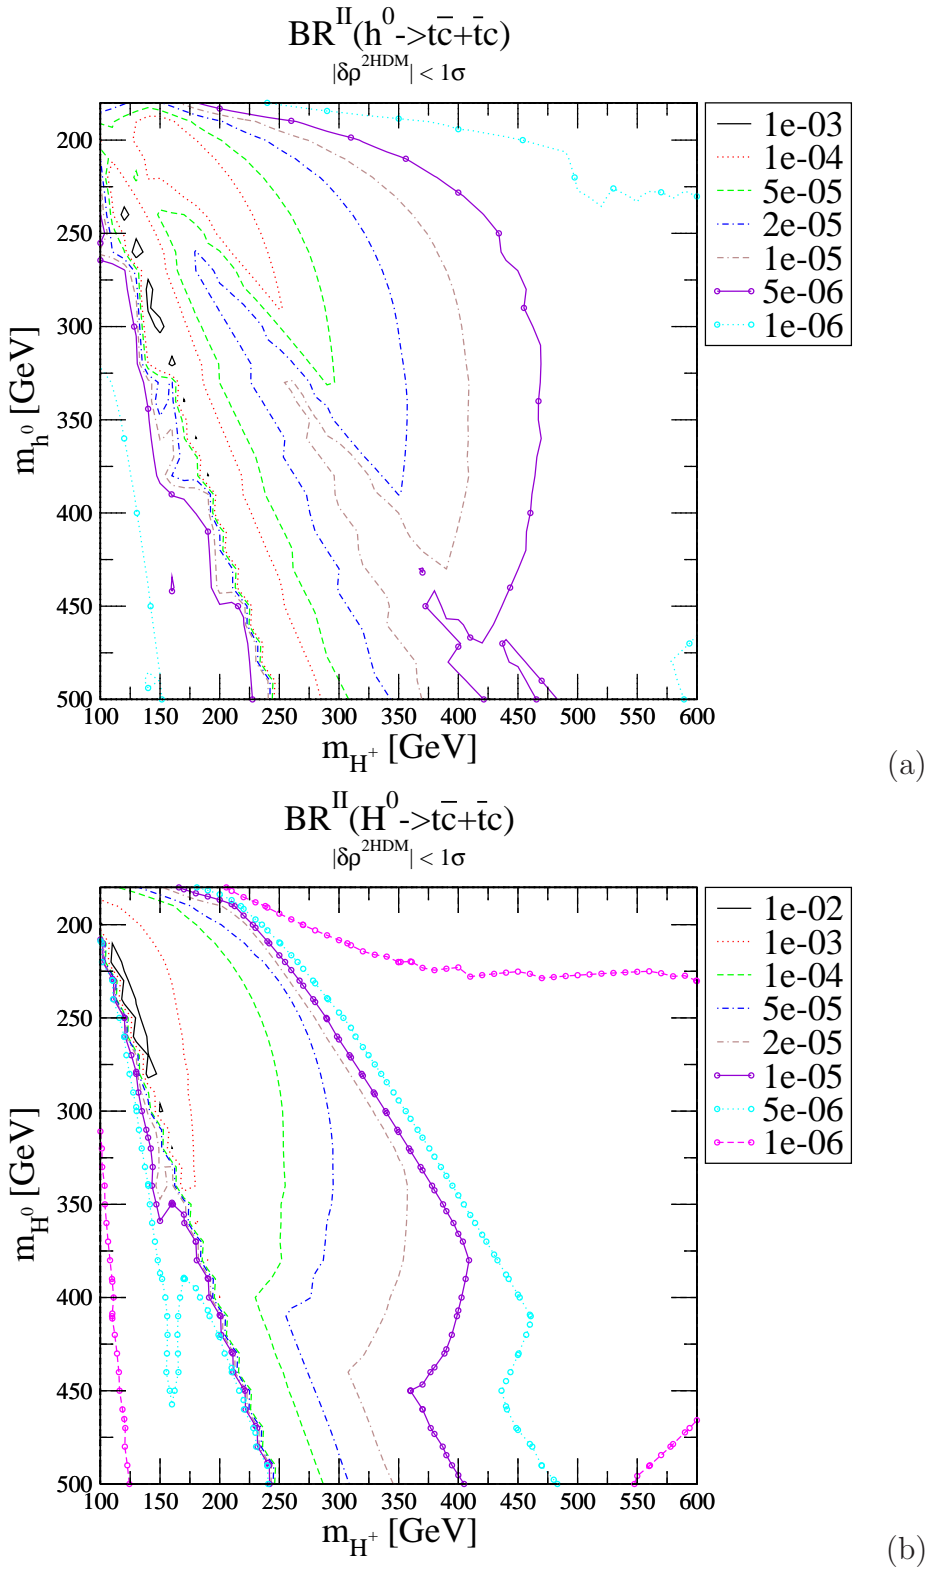 BR^II(h^0->tc̅+t̅c)
|δρ^2HDM| < 1σ
200
250
300
350
400
450
500
m_h^0 [GeV]
100 150 200 250 300 350 400 450 500 550 600
m_H^+ [GeV]
1e-03
1e-04
5e-05
2e-05
1e-05
5e-06
1e-06
(a)
BR^II(H^0->tc̅+t̅c)
|δρ^2HDM| < 1σ
200
250
300
350
400
450
500
m_H^0 [GeV]
100 150 200 250 300 350 400 450 500 550 600
m_H^+ [GeV]
1e-02
1e-03
1e-04
5e-05
2e-05
1e-05
5e-06
1e-06
(b)